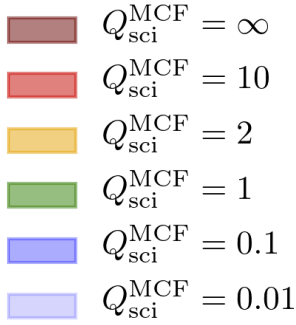 Q_sci^MCF = ∞
Q_sci^MCF = 10
Q_sci^MCF = 2
Q_sci^MCF = 1
Q_sci^MCF = 0.1
Q_sci^MCF = 0.01